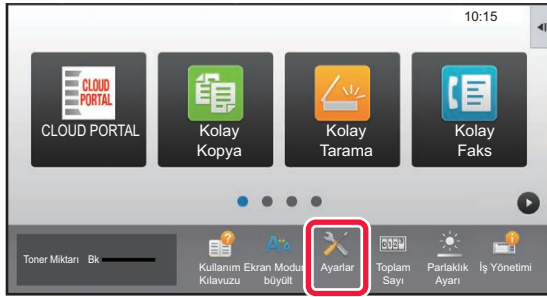 10:15
CLOUD
PORTAL
CLOUD PORTAL
Kolay
Kopya
Kolay
Tarama
Kolay
Faks
Toner Miktarı Bk
Kullanım
Kılavuzu
Ekran Modun
büyült
Ayarlar
Toplam
Sayı
Parlaklık
Ayarı
İş Yönetimi